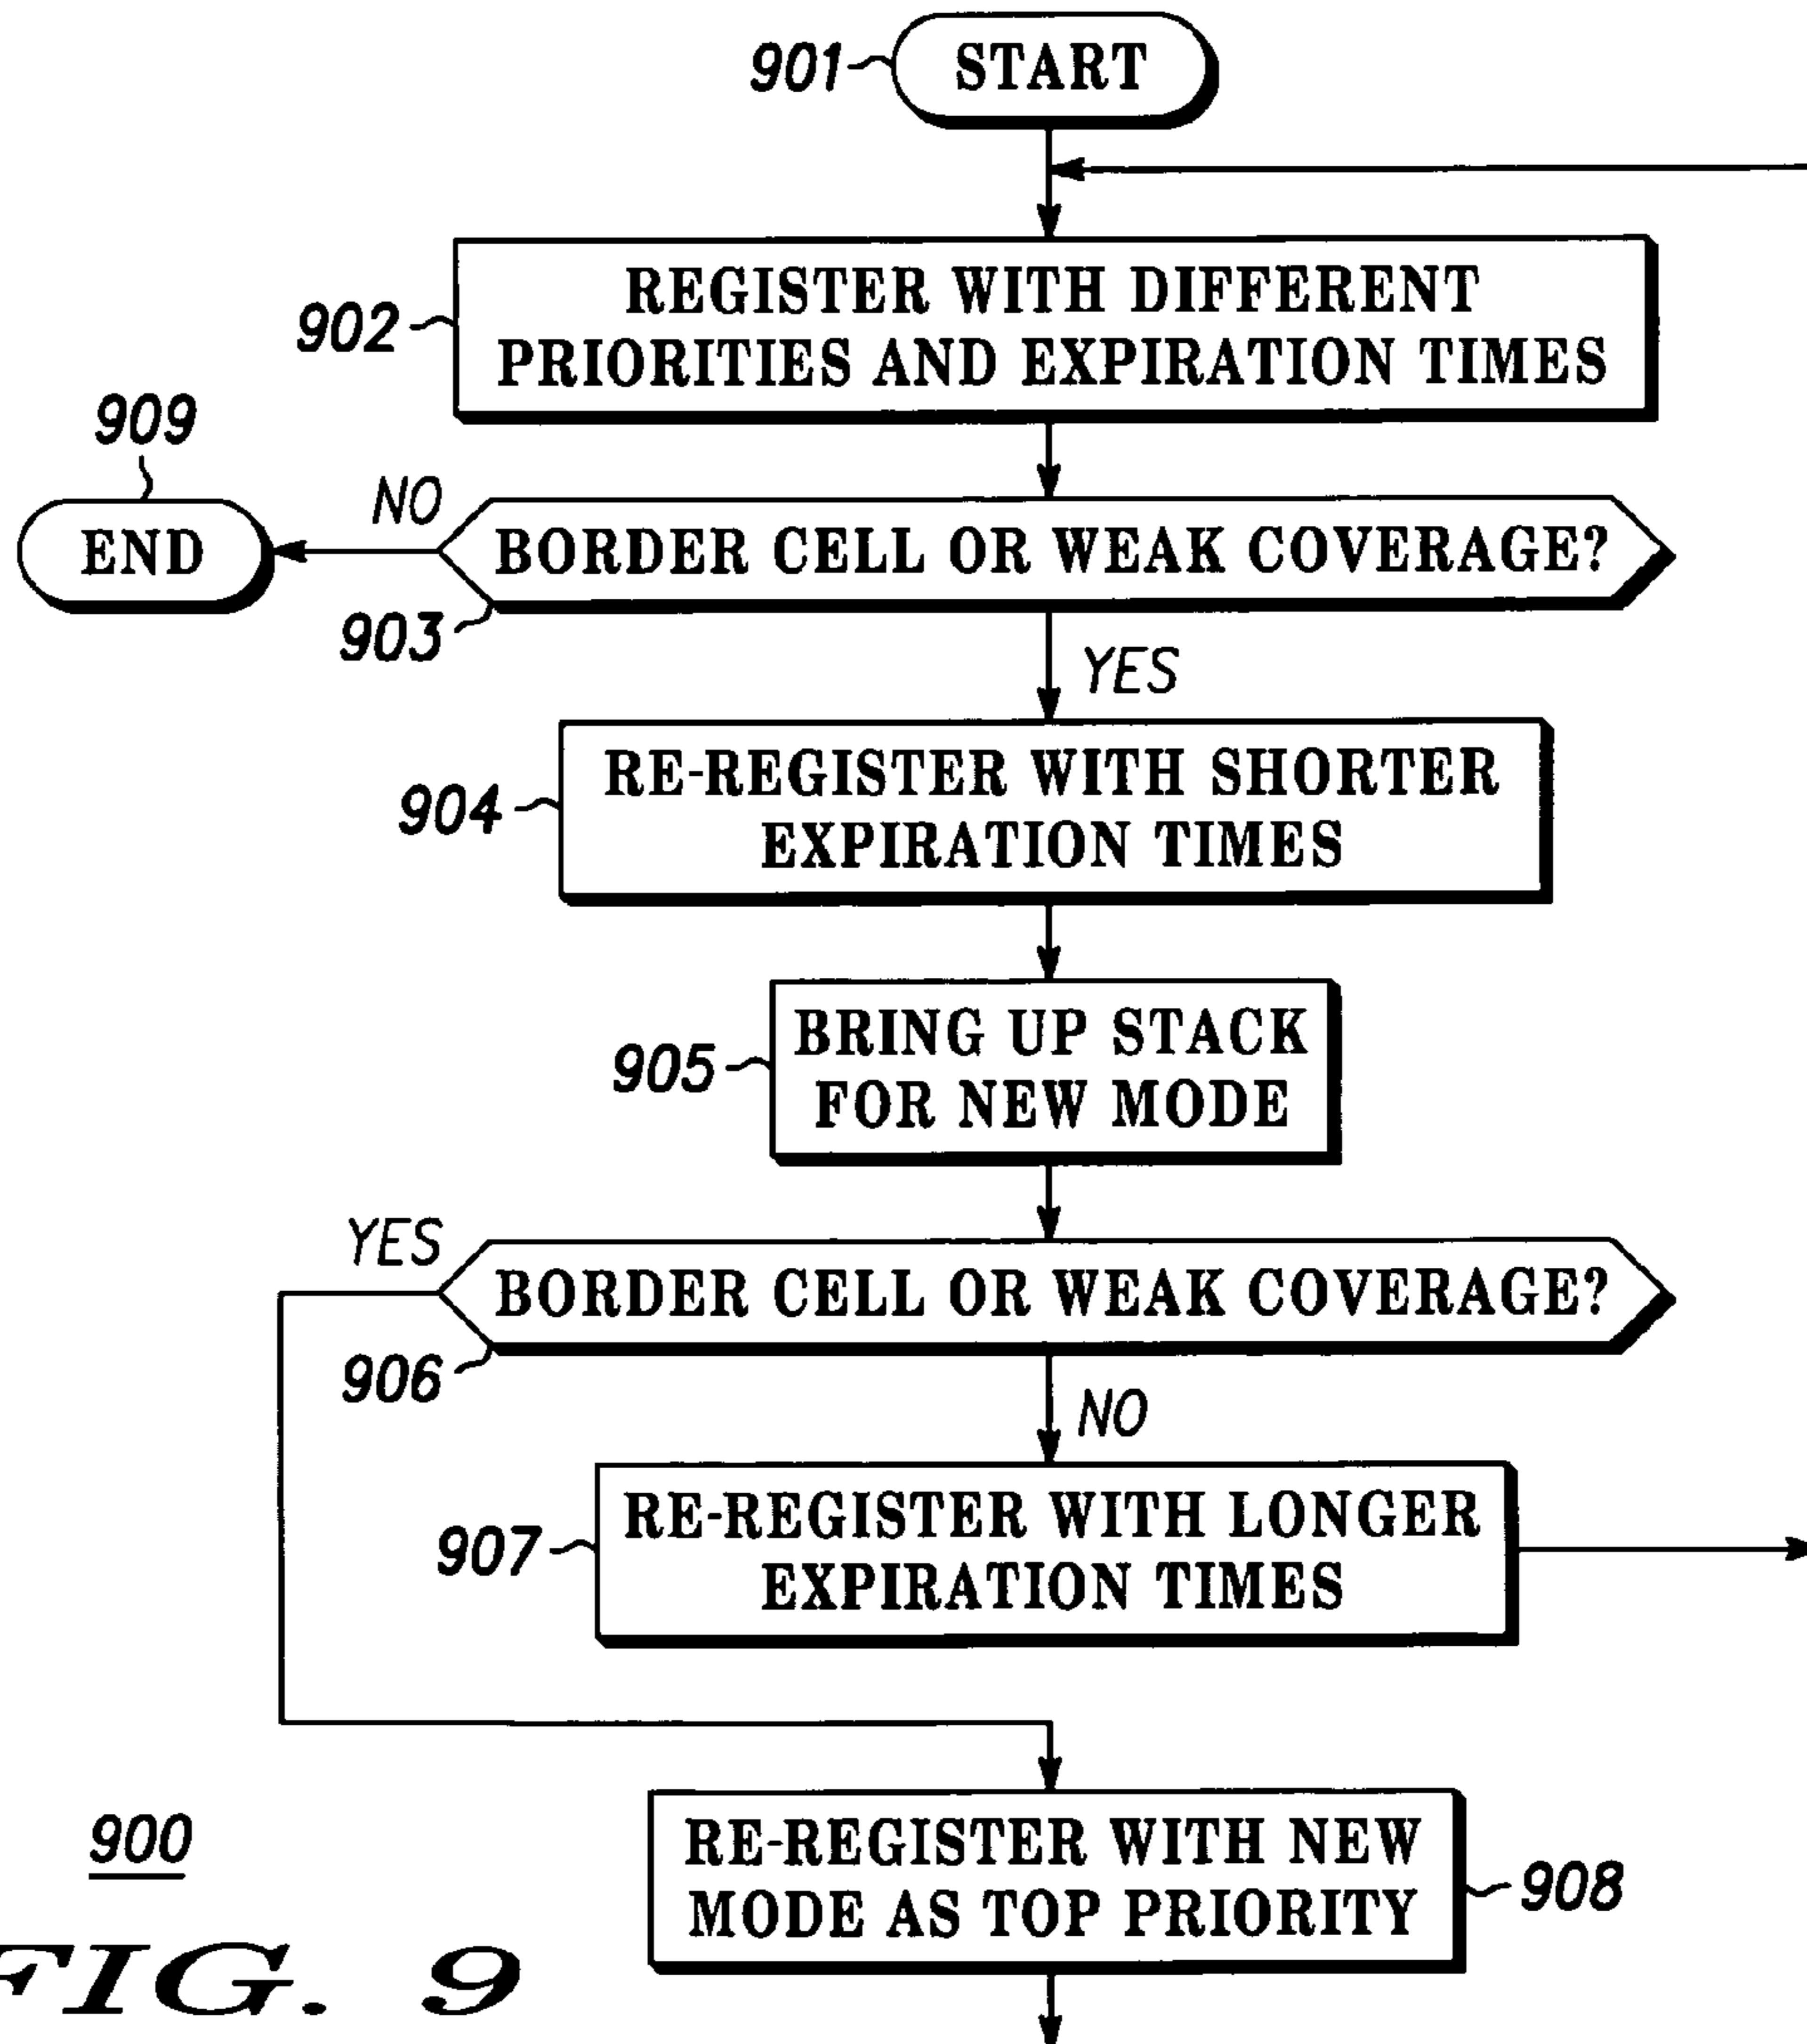 901
START
902
REGISTER WITH DIFFERENT
PRIORITIES AND EXPIRATION TIMES
909
END
NO
BORDER CELL OR WEAK COVERAGE?
903
YES
904
RE-REGISTER WITH SHORTER
EXPIRATION TIMES
905
BRING UP STACK
FOR NEW MODE
YES
BORDER CELL OR WEAK COVERAGE?
906
NO
907
RE-REGISTER WITH LONGER
EXPIRATION TIMES
RE-REGISTER WITH NEW
MODE AS TOP PRIORITY
908
900
FIG. 9